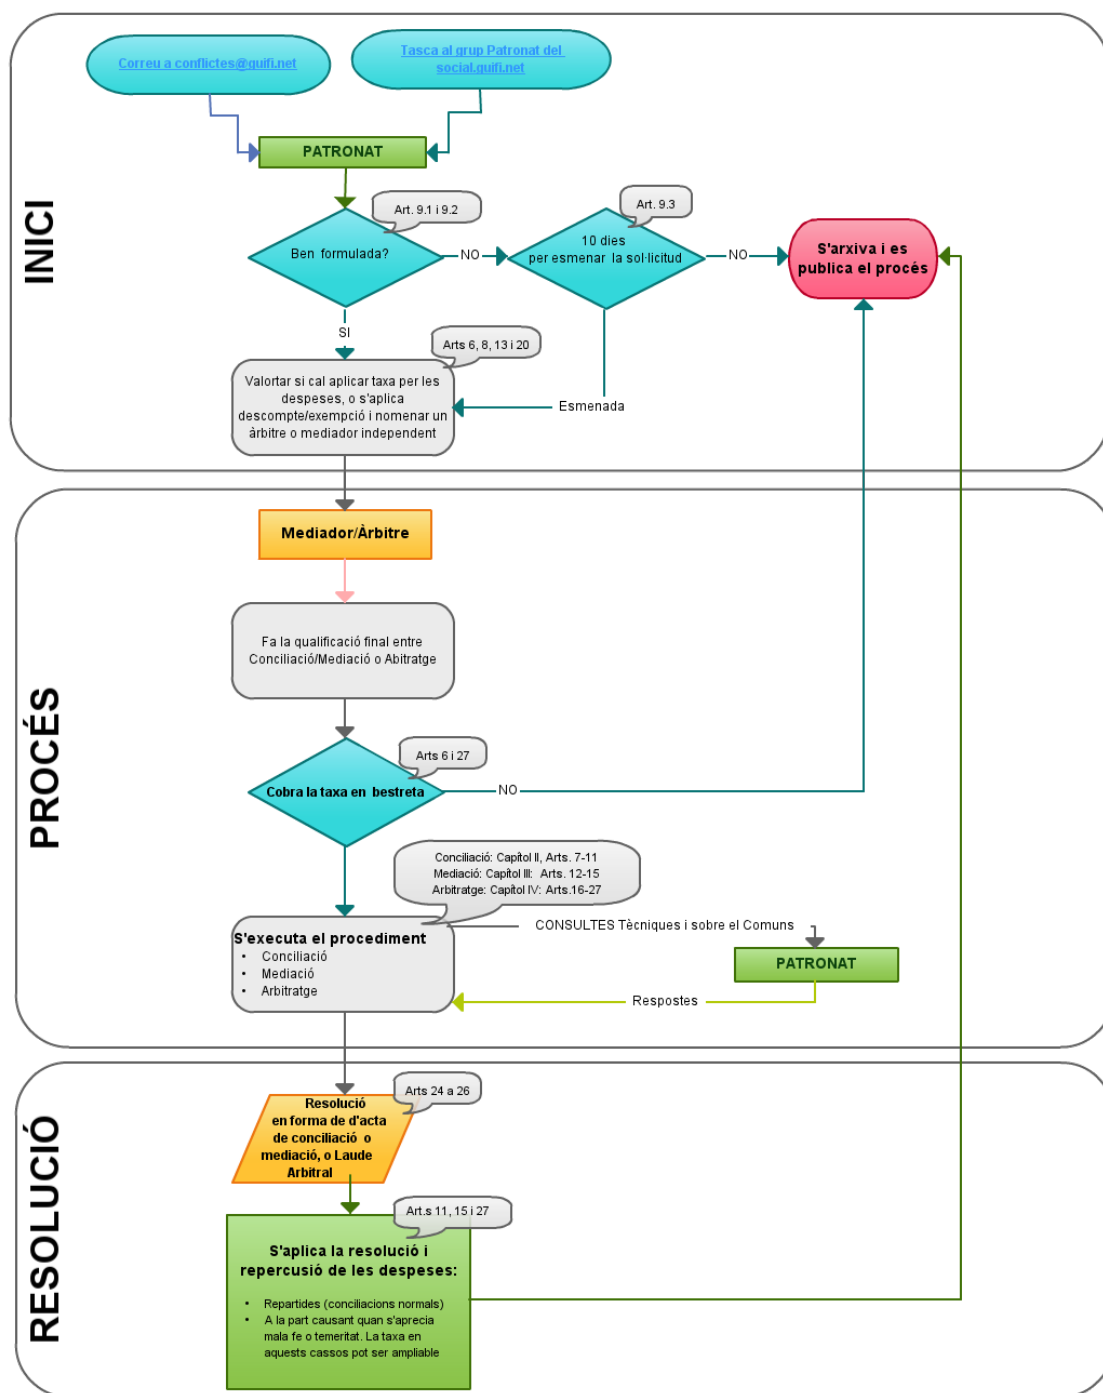 INICI
Correu a conflictes@guifi.net
Tasca al grup Patronat del
social.guifi.net
PATRONAT
Art. 9.1 i 9.2
Art. 9.3
Ben formulada?
NO
10 dies
per esmenar la sol·licitud
NO
S'arxiva i es
publica el procés
SI
Arts 6, 8, 13 i 20
Valortar si cal aplicar taxa per les
despeses, o s'aplica
descompte/exempció i nomenar un
àrbitre o mediador independent
Esmenada
PROCÉS
Mediador/Àrbitre
Fa la qualificació final entre
Conciliació/Mediació o Abitratge
Arts 6 i 27
Cobra la taxa en bestreta
NO
Conciliació: Capítol II, Arts. 7-11
Mediació: Capítol III: Arts. 12-15
Arbitratge: Capítol IV: Arts.16-27
S'executa el procediment
• Conciliació
• Mediació
• Arbitratge
CONSULTES Tècniques i sobre el Comuns
PATRONAT
Respostes
RESOLUCIÓ
Arts 24 a 26
Resolució
en forma de d'acta
de conciliació o
mediació, o Laude
Arbitral
Art.s 11, 15 i 27
S'aplica la resolució i
repercusió de les despeses:
• Repartides (conciliacions normals)
• A la part causant quan s'aprecia
mala fe o temeritat. La taxa en
aquests cassos pot ser ampliable